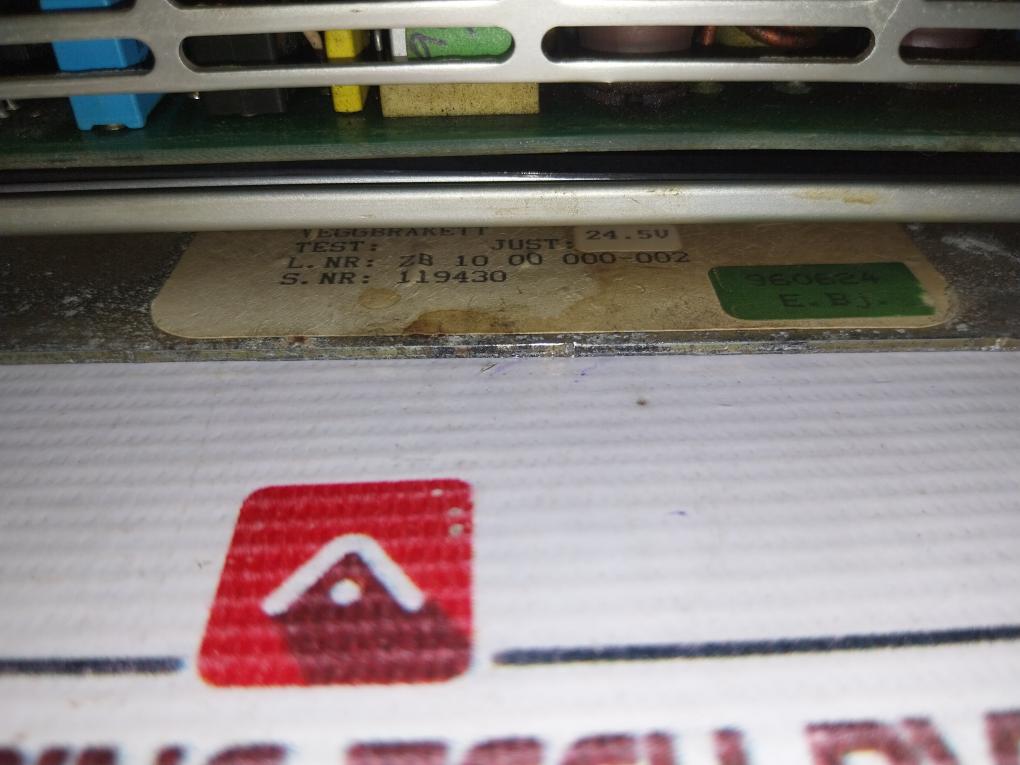 VEGGBRAKETT
TEST: JUST: 24.5V
L.NR: ZB 10 00 000-002
S.NR: 119430
960624
E.Bj.